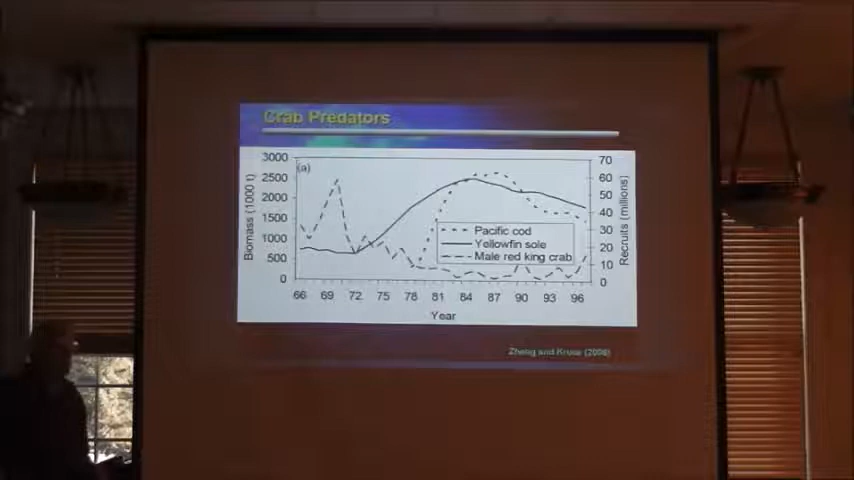 Crab Predators
3000
2500
2000
1500
1000
500
0
Biomass (1000 t)
(a)
Pacific cod
Yellowfin sole
Male red king crab
70
60
50
40
30
20
10
0
Recruits (millions)
66 69 72 75 78 81 84 87 90 93 96
Year
Zheng and Kruse (2006)